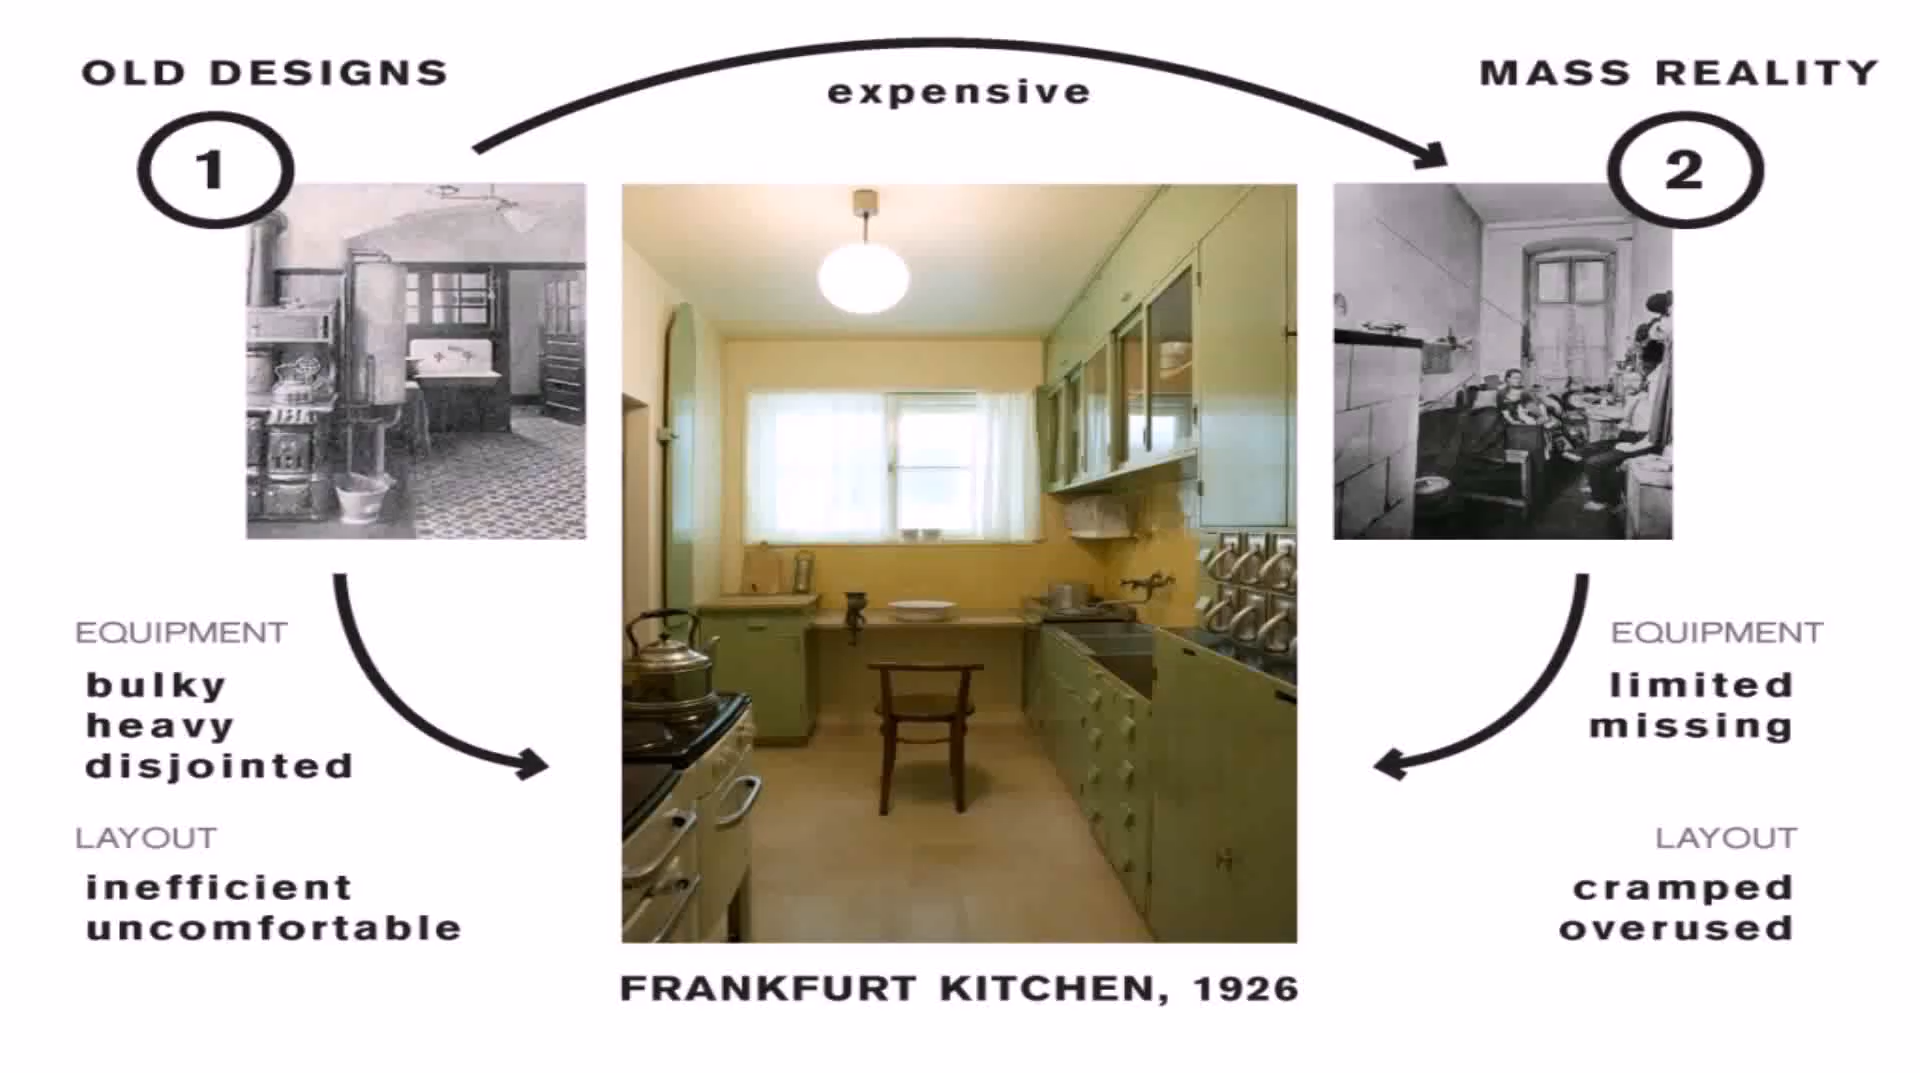 OLD DESIGNS
1
expensive
MASS REALITY
2
EQUIPMENT
bulky
heavy
disjointed
LAYOUT
inefficient
uncomfortable
EQUIPMENT
limited
missing
LAYOUT
cramped
overused
FRANKFURT KITCHEN, 1926